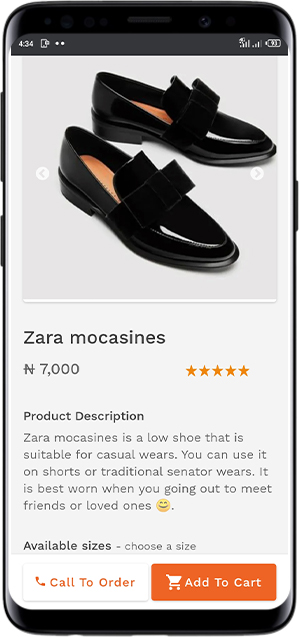 4:34
Zara mocasines
₦ 7,000
Product Description
Zara mocasines is a low shoe that is
suitable for casual wears. You can use it
on shorts or traditional senator wears. It
is best worn when you going out to meet
friends or loved ones 😊.
Available sizes - choose a size
Call To Order
Add To Cart